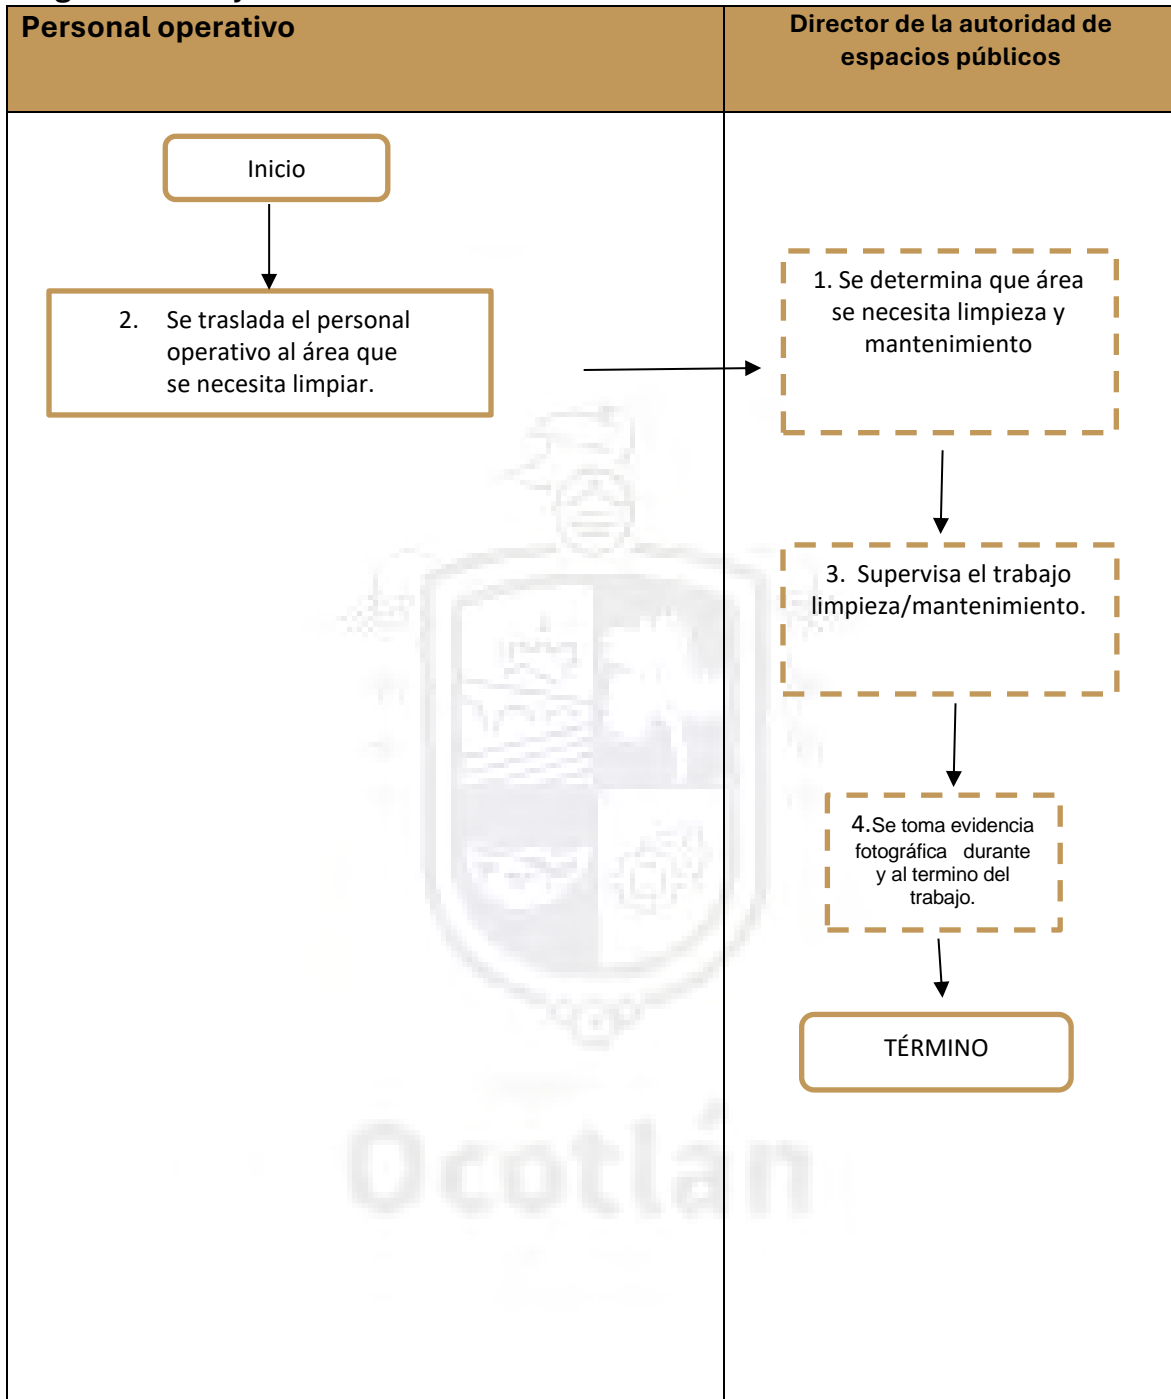 Personal operativo
Director de la autoridad de
espacios públicos
Inicio
2. Se traslada el personal
operativo al área que
se necesita limpiar.
1. Se determina que área
se necesita limpieza y
mantenimiento
3. Supervisa el trabajo
limpieza/mantenimiento.
4.Se toma evidencia
fotográfica durante
y al termino del
trabajo.
TÉRMINO
Ocotlán